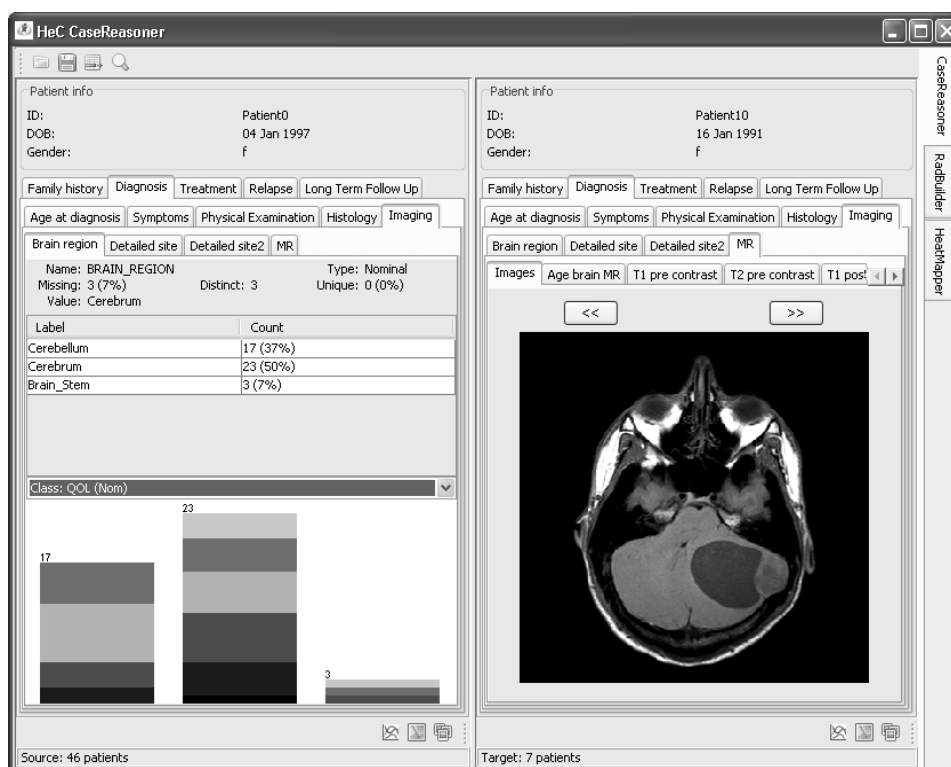 HeC CaseReasoner
Patient info
ID: Patient0
DOB: 04 Jan 1997
Gender: f
Family history Diagnosis Treatment Relapse Long Term Follow Up
Age at diagnosis Symptoms Physical Examination Histology Imaging
Brain region Detailed site Detailed site2 MR
Name: BRAIN_REGION Type: Nominal
Missing: 3 (7%) Distinct: 3 Unique: 0 (0%)
Value: Cerebrum
Label Count
Cerebellum 17 (37%)
Cerebrum 23 (50%)
Brain_Stem 3 (7%)
Class: QOL (Nom)
17
23
3
Source: 46 patients
Patient info
ID: Patient10
DOB: 16 Jan 1991
Gender: f
Family history Diagnosis Treatment Relapse Long Term Follow Up
Age at diagnosis Symptoms Physical Examination Histology Imaging
Brain region Detailed site Detailed site2 MR
Images Age brain MR T1 pre contrast T2 pre contrast T1 post
<< >>
Target: 7 patients
CaseReasoner
RadBuilder
HeatMapper